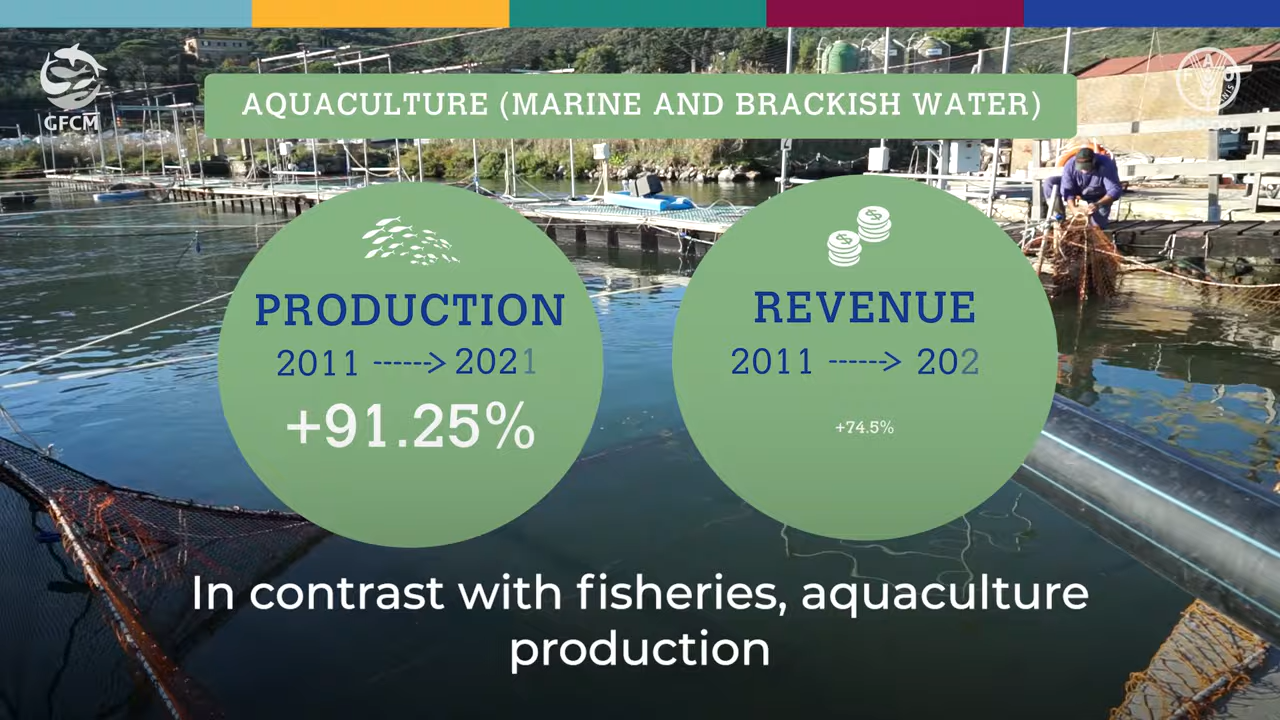 GFCM
AQUACULTURE (MARINE AND BRACKISH WATER)
PRODUCTION
2011 ------> 2021
+91.25%
REVENUE
2011 ------> 202
+74.5%
In contrast with fisheries, aquaculture
production